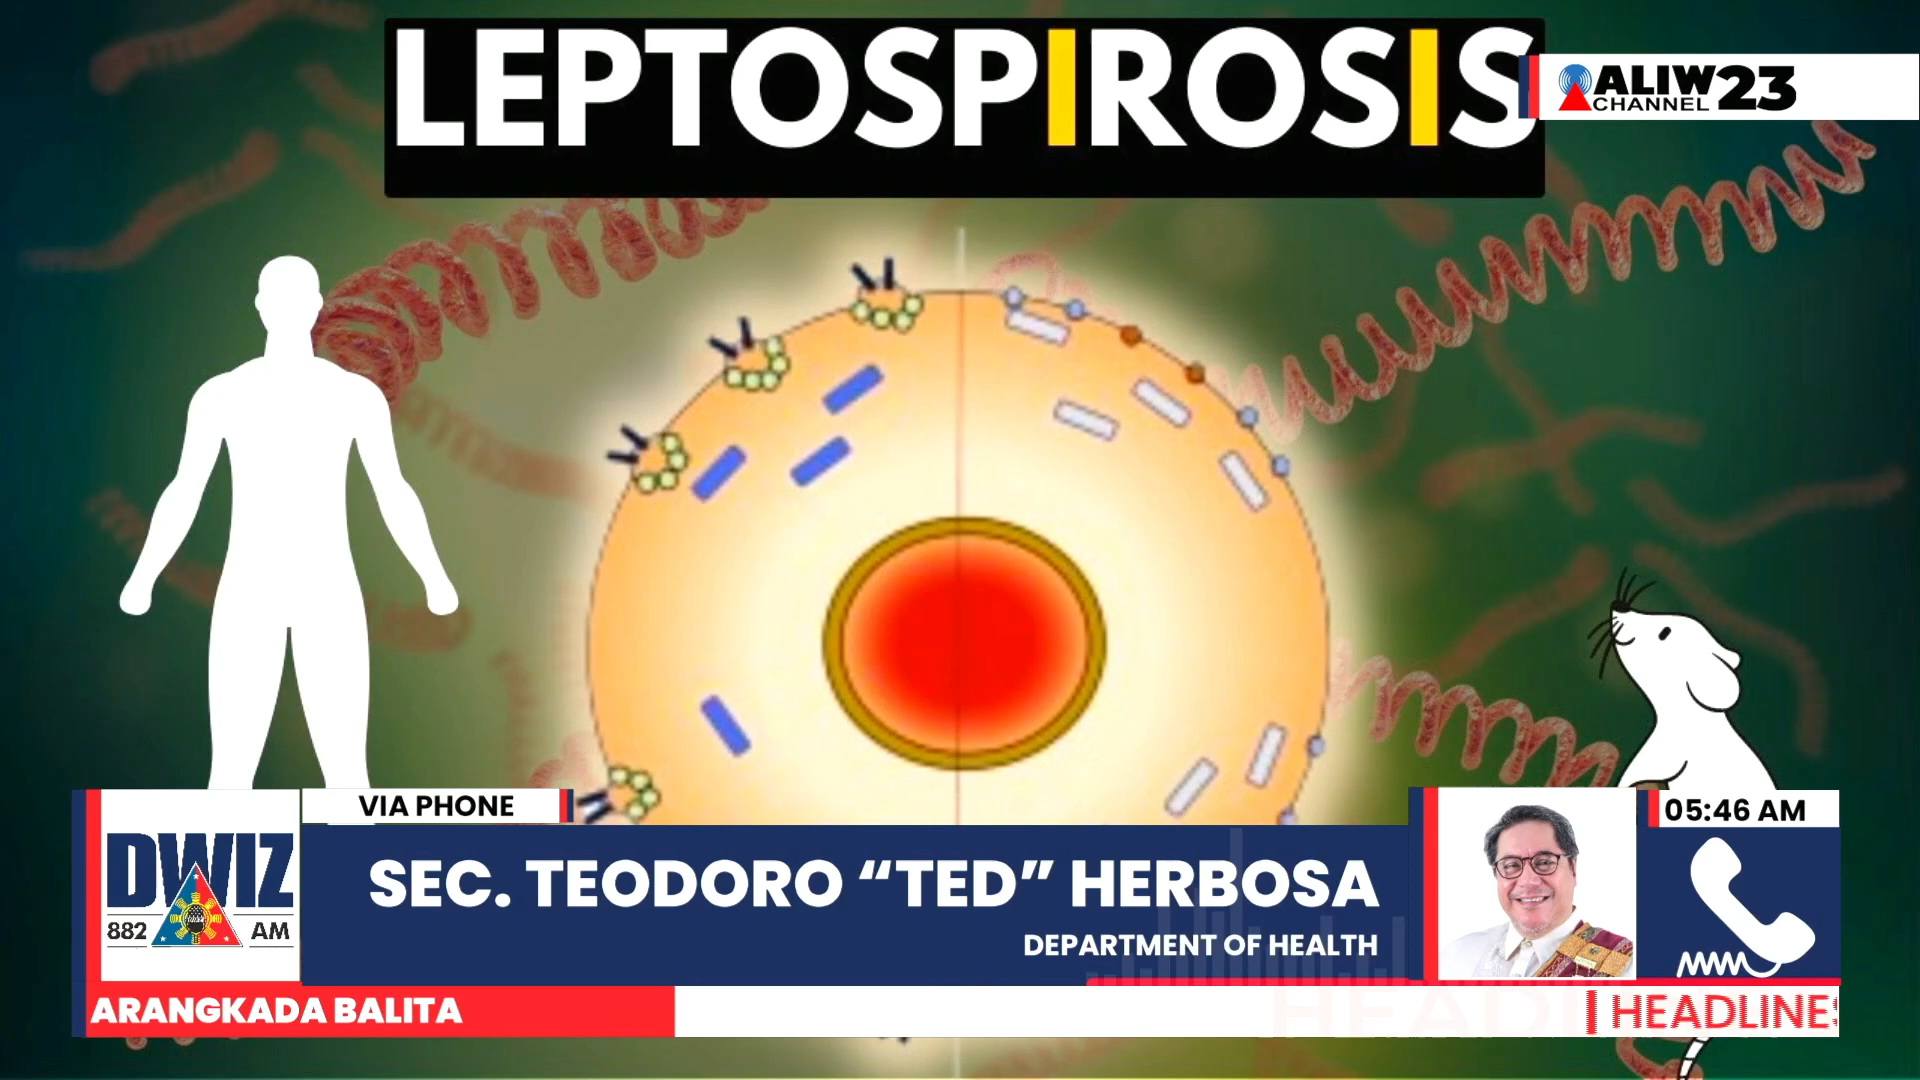 LEPTOSPIROSIS
ALIW 23
CHANNEL
VIA PHONE
05:46 AM
DWIZ
882 AM
SEC. TEODORO “TED” HERBOSA
DEPARTMENT OF HEALTH
ARANGKADA BALITA
HEADLINE